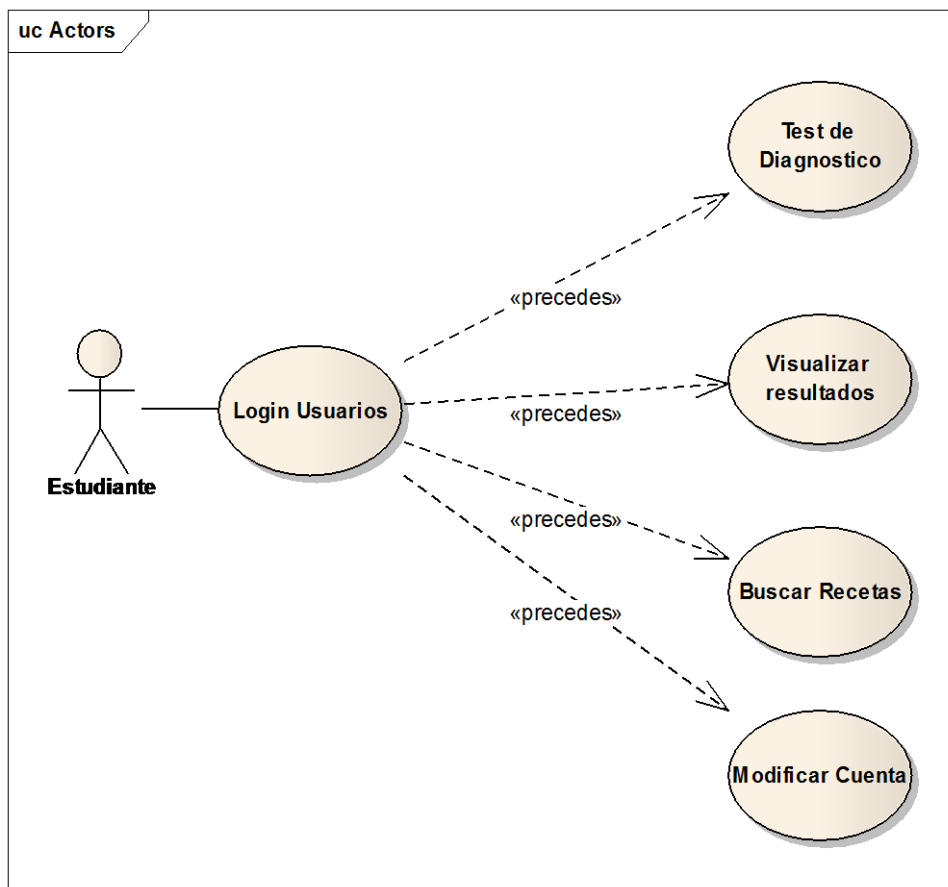 uc Actors
Test de
Diagnostico
«precedes»
Visualizar
resultados
Login Usuarios
«precedes»
Estudiante
«precedes»
Buscar Recetas
«precedes»
Modificar Cuenta